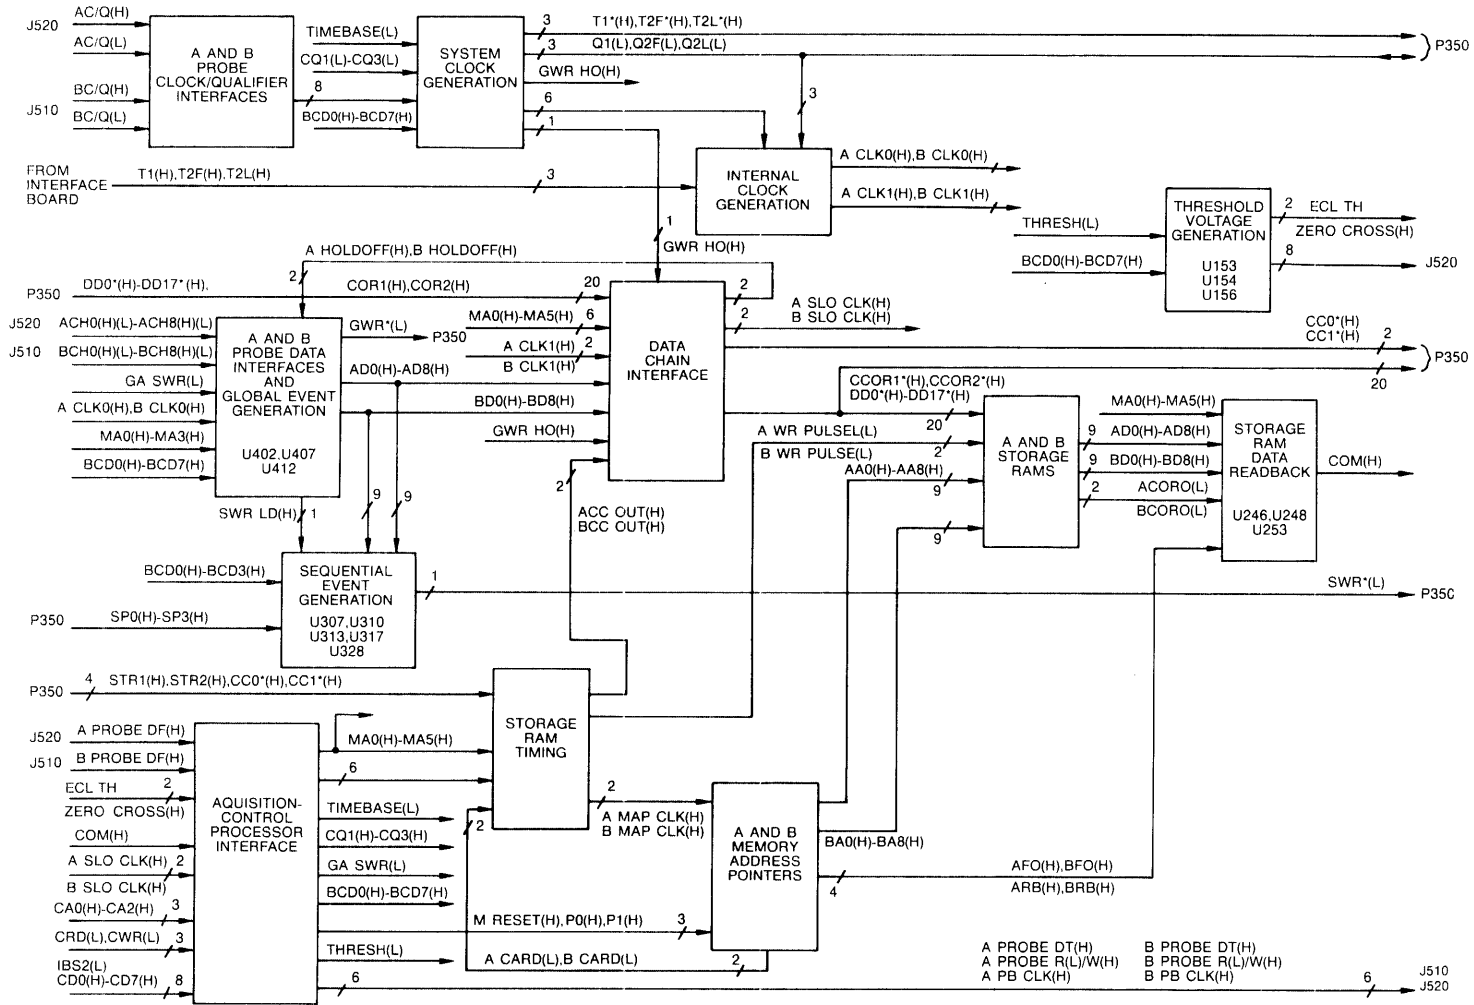 J520
AC/Q(H)
AC/Q(L)
J510
BC/Q(H)
BC/Q(L)
A AND B
PROBE
CLOCK/QUALIFIER
INTERFACES
8
TIMEBASE(L)
CQ1(L)-CQ3(L)
BCD0(H)-BCD7(H)
SYSTEM
CLOCK
GENERATION
3
T1*(H),T2F*(H),T2L*(H)
3
Q1(L),Q2F(L),Q2L(L)
P350
GWR HO(H)
6
1
3
FROM
INTERFACE
BOARD
T1(H),T2F(H),T2L(H)
3
INTERNAL
CLOCK
GENERATION
A CLK0(H),B CLK0(H)
A CLK1(H),B CLK1(H)
1
GWR HO(H)
THRESH(L)
BCD0(H)-BCD7(H)
THRESHOLD
VOLTAGE
GENERATION
U153
U154
U156
2
ECL TH
ZERO CROSS(H)
8
J520
A HOLDOFF(H),B HOLDOFF(H)
2
P350
DD0*(H)-DD17*(H),
COR1(H),COR2(H)
20
J520
ACH0(H)(L)-ACH8(H)(L)
J510
BCH0(H)(L)-BCH8(H)(L)
GA SWR(L)
A CLK0(H),B CLK0(H)
MA0(H)-MA3(H)
BCD0(H)-BCD7(H)
A AND B
PROBE DATA
INTERFACES
AND
GLOBAL EVENT
GENERATION
U402,U407
U412
GWR*(L)
P350
MA0(H)-MA5(H)
6
A CLK1(H)
2
B CLK1(H)
AD0(H)-AD8(H)
BD0(H)-BD8(H)
GWR HO(H)
DATA
CHAIN
INTERFACE
2
2
A SLO CLK(H)
B SLO CLK(H)
CC0*(H)
CC1*(H)
2
P350
20
CCOR1*(H),CCOR2*(H)
DD0*(H)-DD17*(H)
20
A WR PULSEL(L)
B WR PULSE(L)
2
AA0(H)-AA8(H)
9
9
A AND B
STORAGE
RAMS
MA0(H)-MA5(H)
9
AD0(H)-AD8(H)
9
BD0(H)-BD8(H)
2
ACORO(L)
BCORO(L)
STORAGE
RAM
DATA
READBACK
U246,U248
U253
COM(H)
SWR LD(H)
1
9
9
2
ACC OUT(H)
BCC OUT(H)
BCD0(H)-BCD3(H)
P350
SP0(H)-SP3(H)
SEQUENTIAL
EVENT
GENERATION
U307,U310
U313,U317
U328
1
SWR*(L)
P350
P350
4
STR1(H),STR2(H),CC0*(H),CC1*(H)
STORAGE
RAM
TIMING
J520
A PROBE DF(H)
J510
B PROBE DF(H)
ECL TH
2
ZERO CROSS(H)
COM(H)
A SLO CLK(H)
2
B SLO CLK(H)
CA0(H)-CA2(H)
3
CRD(L),CWR(L)
3
IBS2(L)
CD0(H)-CD7(H)
8
AQUISITION-
CONTROL
PROCESSOR
INTERFACE
MA0(H)-MA5(H)
6
TIMEBASE(L)
CQ1(H)-CQ3(H)
GA SWR(L)
BCD0(H)-BCD7(H)
M RESET(H),P0(H),P1(H)
3
THRESH(L)
6
2
2
A MAP CLK(H)
B MAP CLK(H)
A CARD(L),B CARD(L)
2
A AND B
MEMORY
ADDRESS
POINTERS
BA0(H)-BA8(H)
4
AFO(H),BFO(H)
ARB(H),BRB(H)
A PROBE DT(H) B PROBE DT(H)
A PROBE R(L)/W(H) B PROBE R(L)/W(H)
A PB CLK(H) B PB CLK(H)
6
J510
J520